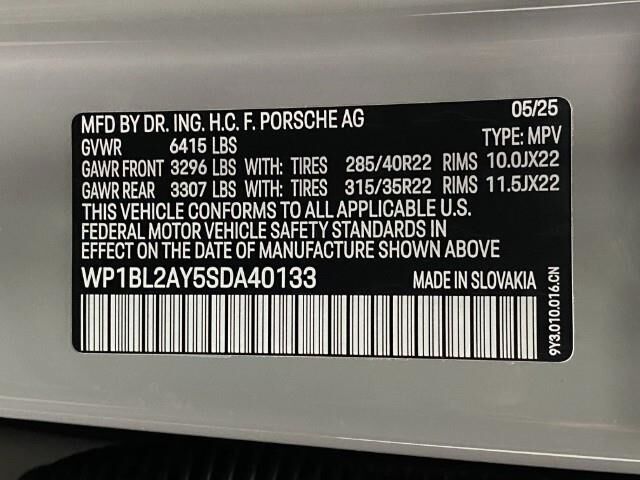 MFD BY DR. ING. H.C. F. PORSCHE AG 05/25
GVWR 6415 LBS TYPE: MPV
GAWR FRONT 3296 LBS WITH: TIRES 285/40R22 RIMS 10.0JX22
GAWR REAR 3307 LBS WITH: TIRES 315/35R22 RIMS 11.5JX22
THIS VEHICLE CONFORMS TO ALL APPLICABLE U.S.
FEDERAL MOTOR VEHICLE SAFETY STANDARDS IN
EFFECT ON THE DATE OF MANUFACTURE SHOWN ABOVE
WP1BL2AY5SDA40133 MADE IN SLOVAKIA
9Y3.010.016.CN